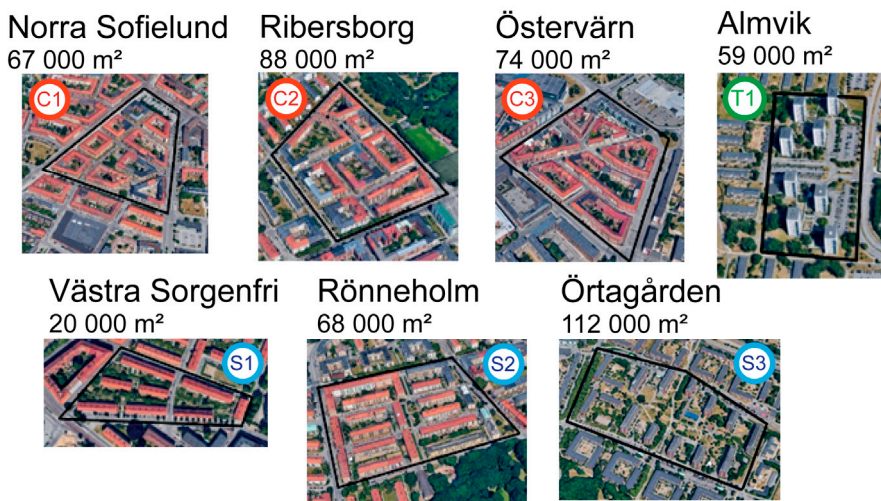 Norra Sofielund
67 000 m²
Ribersborg
88 000 m²
Östervärn
74 000 m²
Almvik
59 000 m²
C1
C2
C3
T1
Västra Sorgenfri
20 000 m²
Rönneholm
68 000 m²
Örtagården
112 000 m²
S1
S2
S3